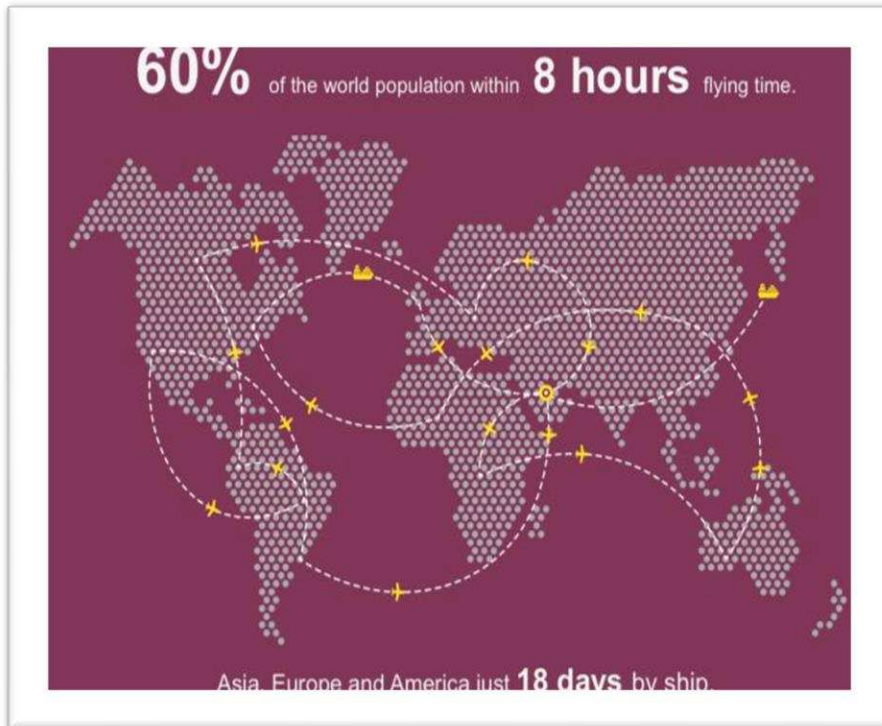 60% of the world population within 8 hours flying time.
Asia, Europe and America just 18 days by ship.